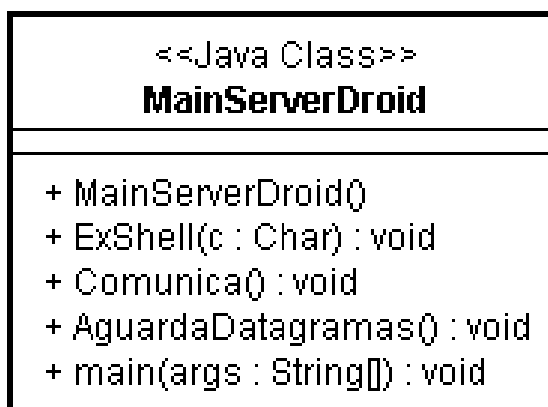 <<Java Class>>
MainServerDroid
+ MainServerDroid()
+ ExShell(c : Char) : void
+ Comunica() : void
+ AguardaDatagramas() : void
+ main(args : String[]) : void